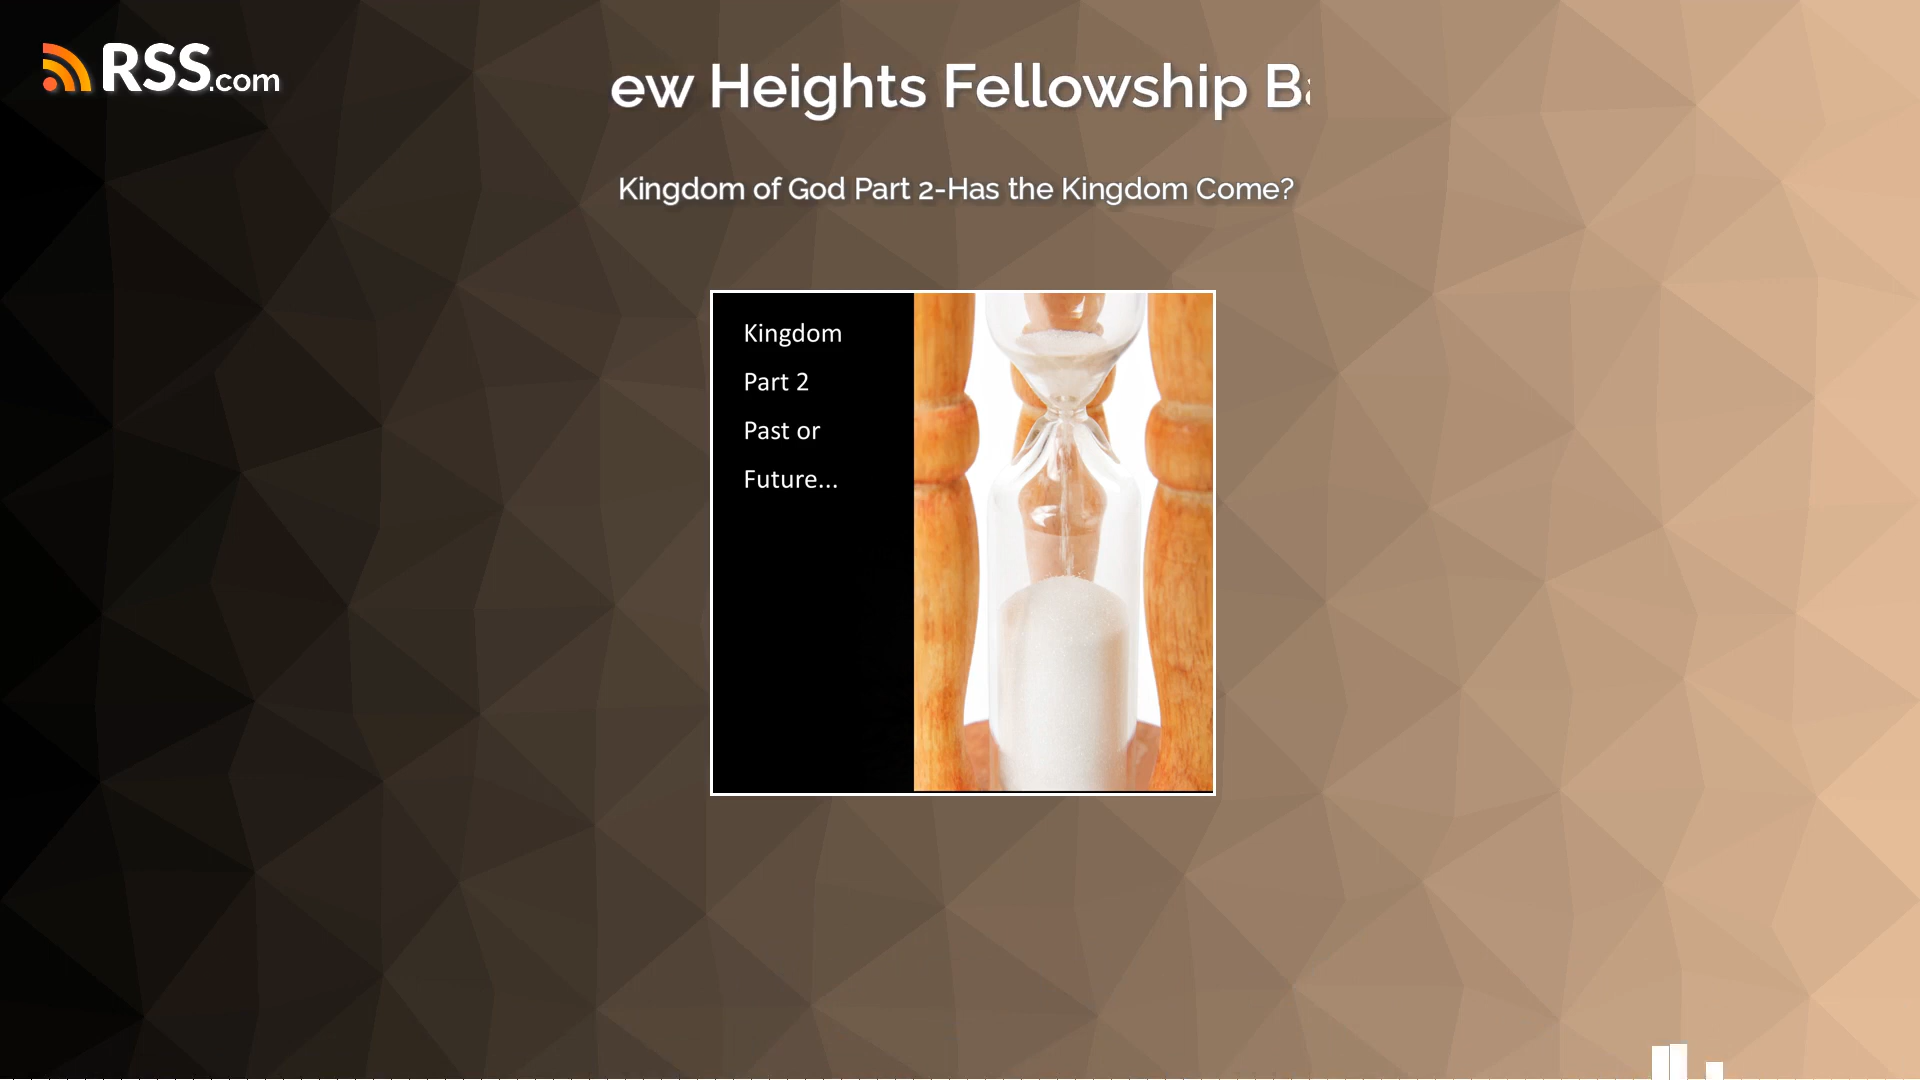 RSS.com
ew Heights Fellowship
Kingdom of God Part 2-Has the Kingdom Come?
Kingdom
Part 2
Past or
Future...